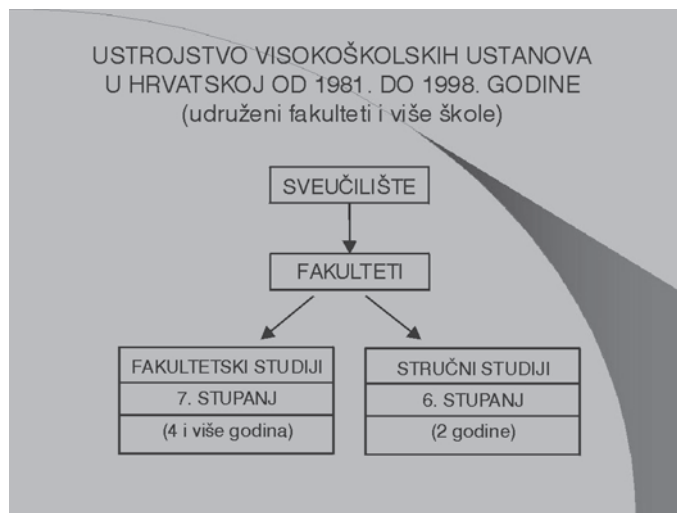 USTROJSTVO VISOKOŠKOLSKIH USTANOVA
U HRVATSKOJ OD 1981. DO 1998. GODINE
(udruženi fakulteti i više škole)
SVEUČILIŠTE
FAKULTETI
FAKULTETSKI STUDIJI
7. STUPANJ
(4 i više godina)
STRUČNI STUDIJI
6. STUPANJ
(2 godine)